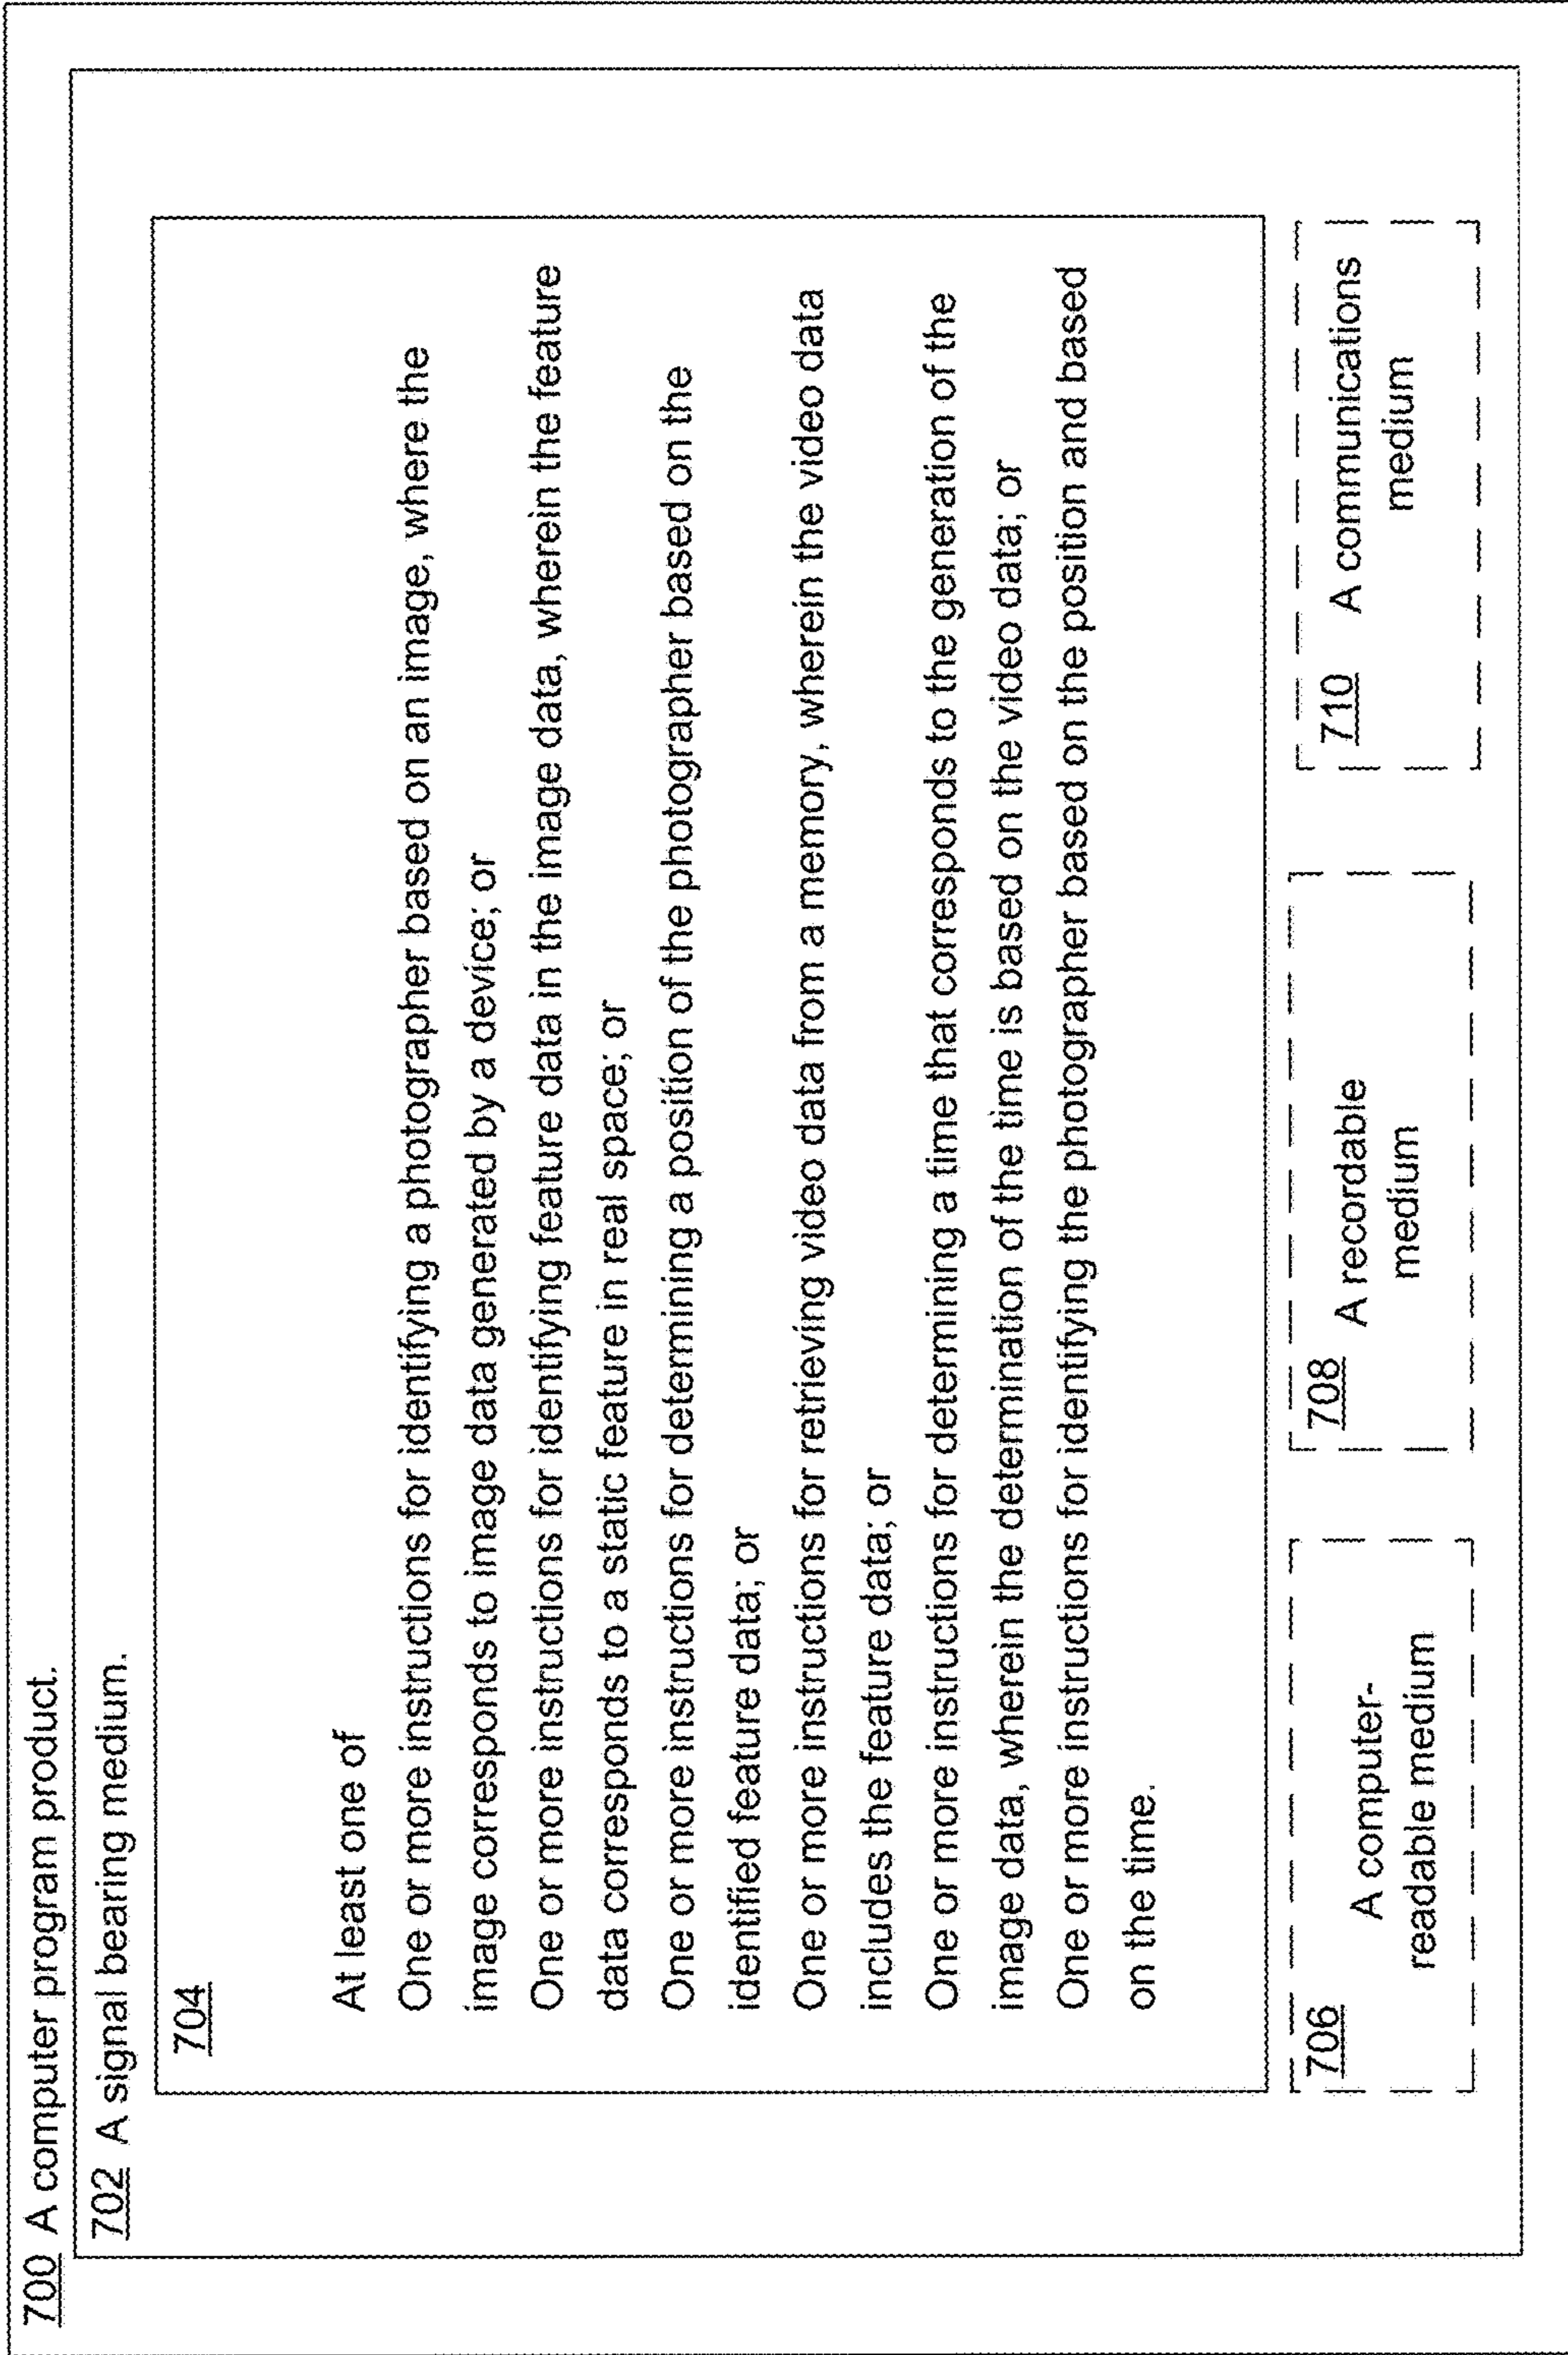 700 A computer program product.
702 A signal bearing medium.
704
At least one of
One or more instructions for identifying a photographer based on an image, where the
image corresponds to image data generated by a device; or
One or more instructions for identifying feature data in the image data, wherein the feature
data corresponds to a static feature in real space; or
One or more instructions for determining a position of the photographer based on the
identified feature data; or
One or more instructions for retrieving video data from a memory, wherein the video data
includes the feature data; or
One or more instructions for determining a time that corresponds to the generation of the
image data, wherein the determination of the time is based on the video data; or
One or more instructions for identifying the photographer based on the position and based
on the time.
706
A computer-
readable medium
708
A recordable
medium
710
A communications
medium